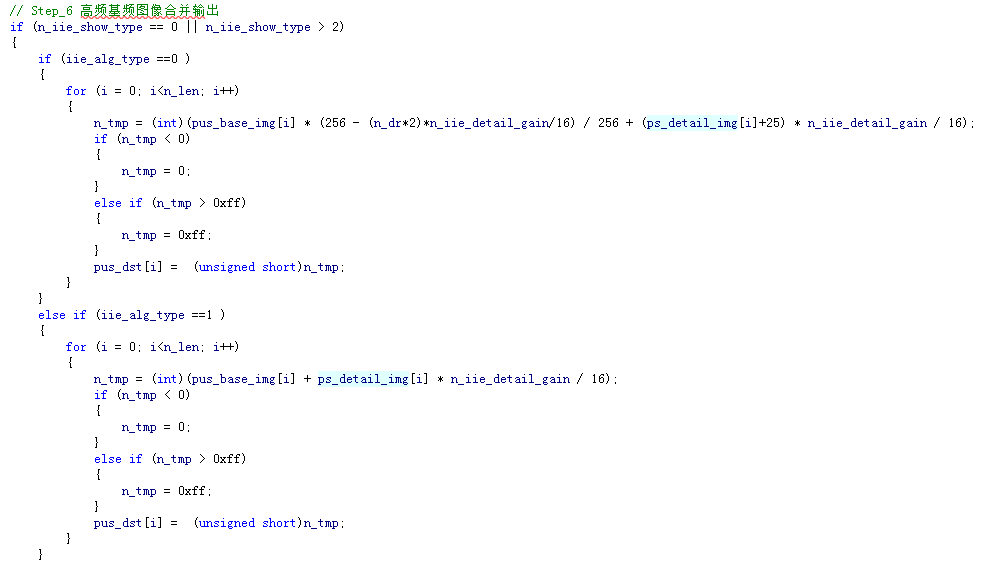 // Step_6 高频基频图像合并输出
if (n_iie_show_type == 0 || n_iie_show_type > 2)
{
    if (iie_alg_type ==0 )
    {
        for (i = 0; i<n_len; i++)
        {
            n_tmp = (int)(pus_base_img[i] * (256 - (n_dr*2)*n_iie_detail_gain/16) / 256 + (ps_detail_img[i]+25) * n_iie_detail_gain / 16);
            if (n_tmp < 0)
            {
                n_tmp = 0;
            }
            else if (n_tmp > 0xff)
            {
                n_tmp = 0xff;
            }
            pus_dst[i] =  (unsigned short)n_tmp;
        }
    }
    else if (iie_alg_type ==1 )
    {
        for (i = 0; i<n_len; i++)
        {
            n_tmp = (int)(pus_base_img[i] + ps_detail_img[i] * n_iie_detail_gain / 16);
            if (n_tmp < 0)
            {
                n_tmp = 0;
            }
            else if (n_tmp > 0xff)
            {
                n_tmp = 0xff;
            }
            pus_dst[i] =  (unsigned short)n_tmp;
        }
    }